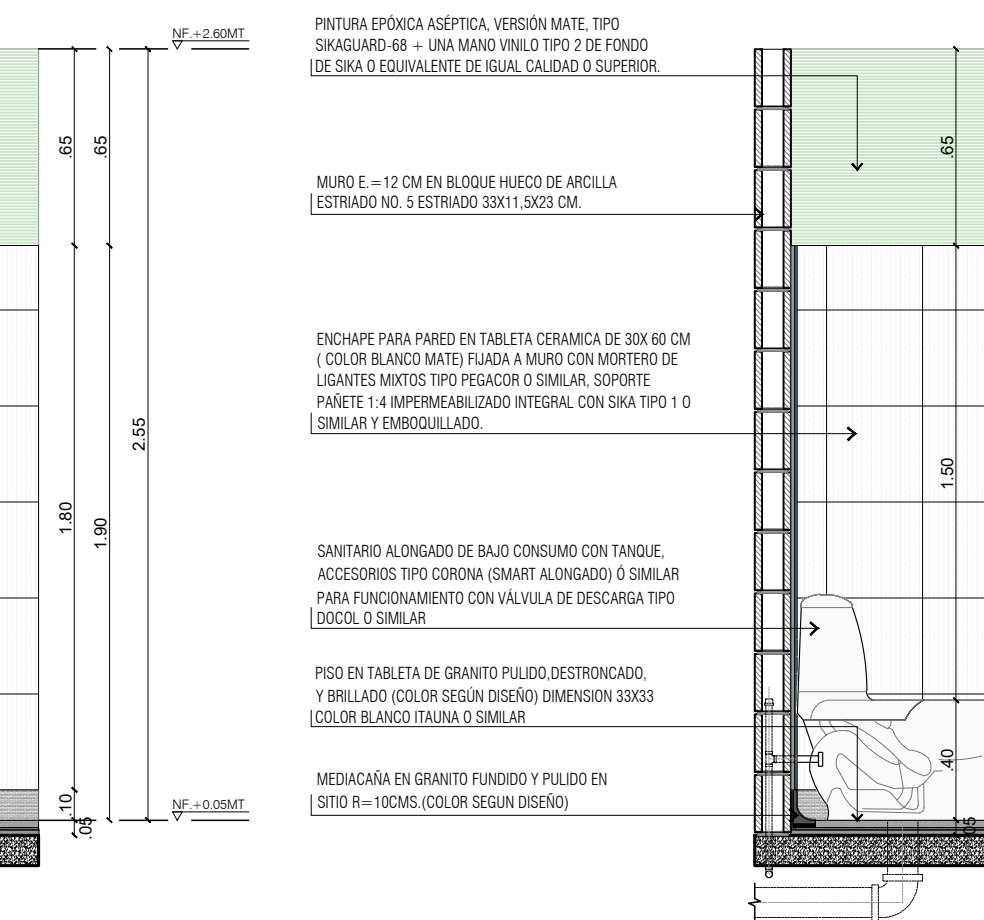 NF.+2.60MT
PINTURA EPÓXICA ASÉPTICA, VERSIÓN MATE, TIPO
SIKAGUARD-68 + UNA MANO VINILO TIPO 2 DE FONDO
DE SIKA O EQUIVALENTE DE IGUAL CALIDAD O SUPERIOR.
.65
.65
.65
MURO E.=12 CM EN BLOQUE HUECO DE ARCILLA
ESTRIADO NO. 5 ESTRIADO 33X11,5X23 CM.
ENCHAPE PARA PARED EN TABLETA CERAMICA DE 30X 60 CM
( COLOR BLANCO MATE) FIJADA A MURO CON MORTERO DE
LIGANTES MIXTOS TIPO PEGACOR O SIMILAR, SOPORTE
PAÑETE 1:4 IMPERMEABILIZADO INTEGRAL CON SIKA TIPO 1 O
SIMILAR Y EMBOQUILLADO.
2.55
1.50
1.80
1.90
SANITARIO ALONGADO DE BAJO CONSUMO CON TANQUE,
ACCESORIOS TIPO CORONA (SMART ALONGADO) Ó SIMILAR
PARA FUNCIONAMIENTO CON VÁLVULA DE DESCARGA TIPO
DOCOL O SIMILAR
PISO EN TABLETA DE GRANITO PULIDO,DESTRONCADO,
Y BRILLADO (COLOR SEGÚN DISEÑO) DIMENSION 33X33
COLOR BLANCO ITAUNA O SIMILAR
.40
MEDIACAÑA EN GRANITO FUNDIDO Y PULIDO EN
SITIO R=10CMS.(COLOR SEGUN DISEÑO)
.10
NF.+0.05MT
.05
.05